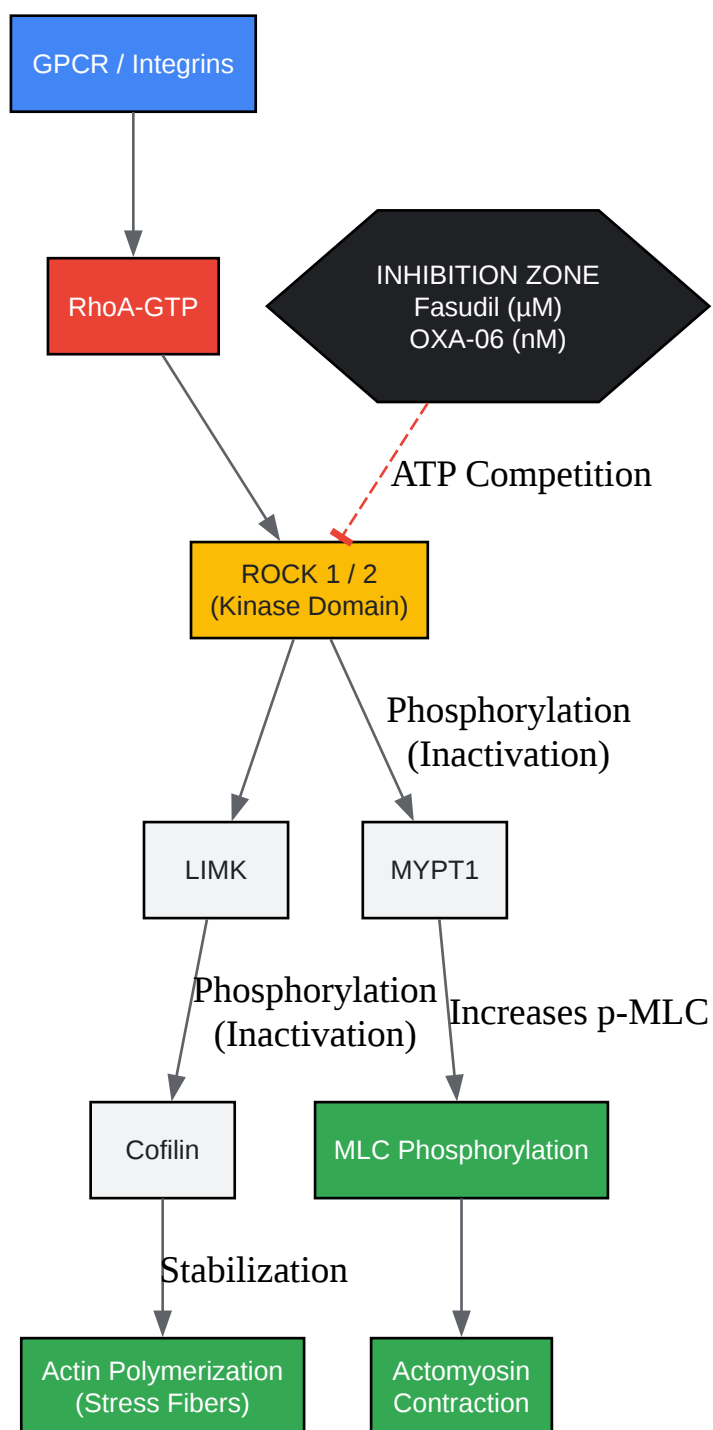 GPCR / Integrins
RhoA-GTP
INHIBITION ZONE
Fasudil (µM)
OXA-06 (nM)
ATP Competition
ROCK 1 / 2
(Kinase Domain)
Phosphorylation
(Inactivation)
LIMK
MYPT1
Phosphorylation
(Inactivation)
Increases p-MLC
Cofilin
MLC Phosphorylation
Stabilization
Actin Polymerization
(Stress Fibers)
Actomyosin
Contraction